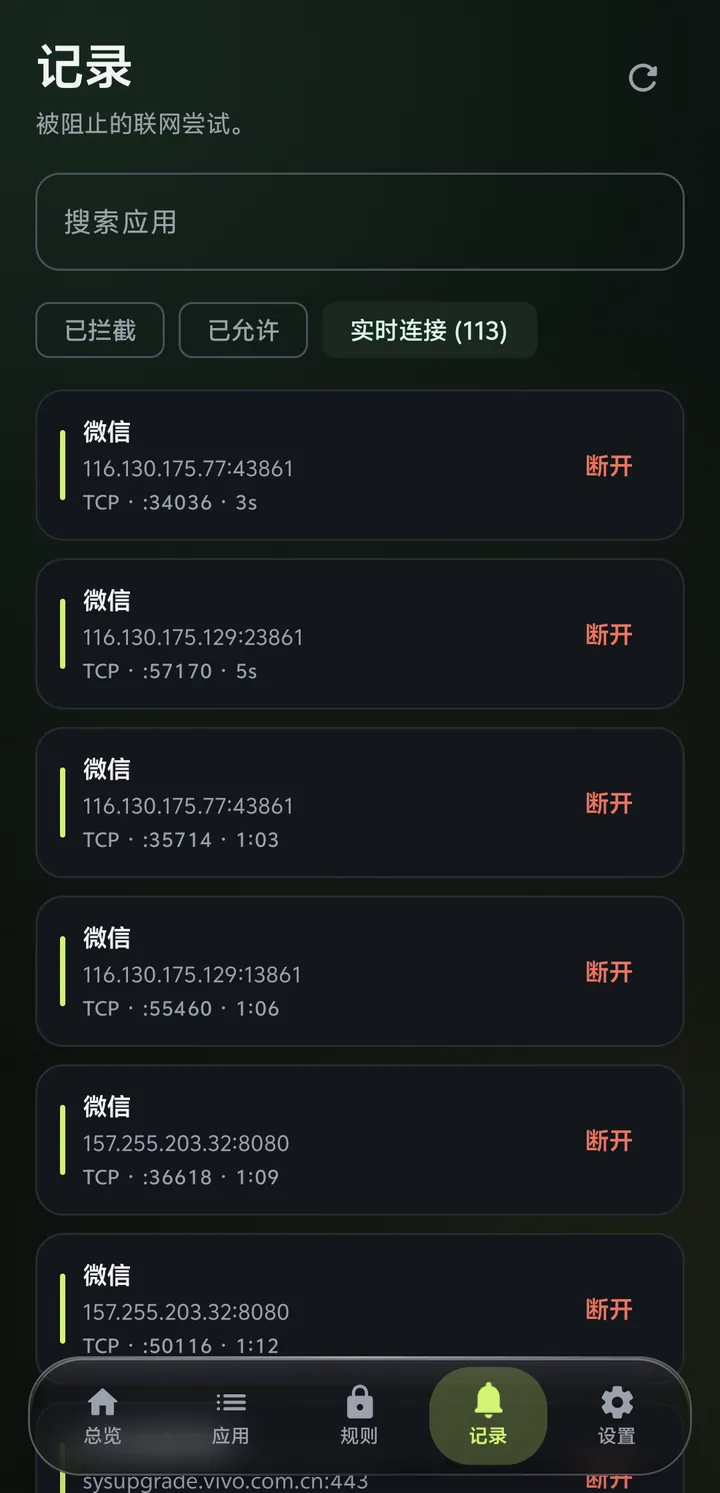 记录
被阻止的联网尝试。
搜索应用
已拦截 已允许 实时连接 (113)
微信
116.130.175.77:43861
断开
TCP · :34036 · 3s
微信
116.130.175.129:23861
断开
TCP · :57170 · 5s
微信
116.130.175.77:43861
断开
TCP · :35714 · 1:03
微信
116.130.175.129:13861
断开
TCP · :55460 · 1:06
微信
157.255.203.32:8080
断开
TCP · :36618 · 1:09
微信
157.255.203.32:8080
断开
TCP · :50116 · 1:12
总览 应用 规则 记录 设置
sysupgrade.vivo.com.cn:443
断开